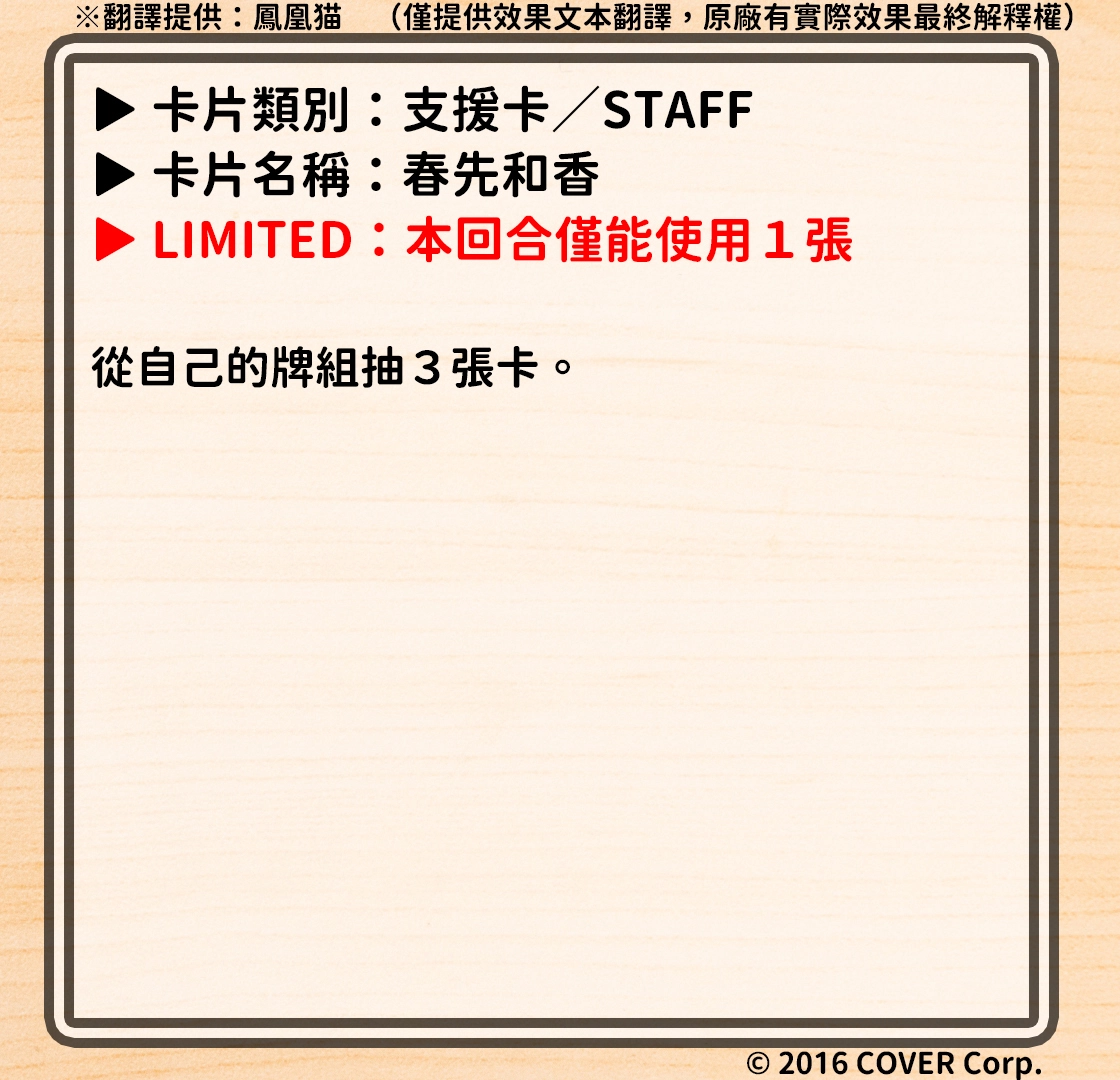 ※翻譯提供：鳳凰猫　（僅提供效果文本翻譯，原廠有實際效果最終解釋權）
▶ 卡片類別：支援卡／STAFF
▶ 卡片名稱：春先和香
▶ LIMITED：本回合僅能使用１張
從自己的牌組抽３張卡。
© 2016 COVER Corp.